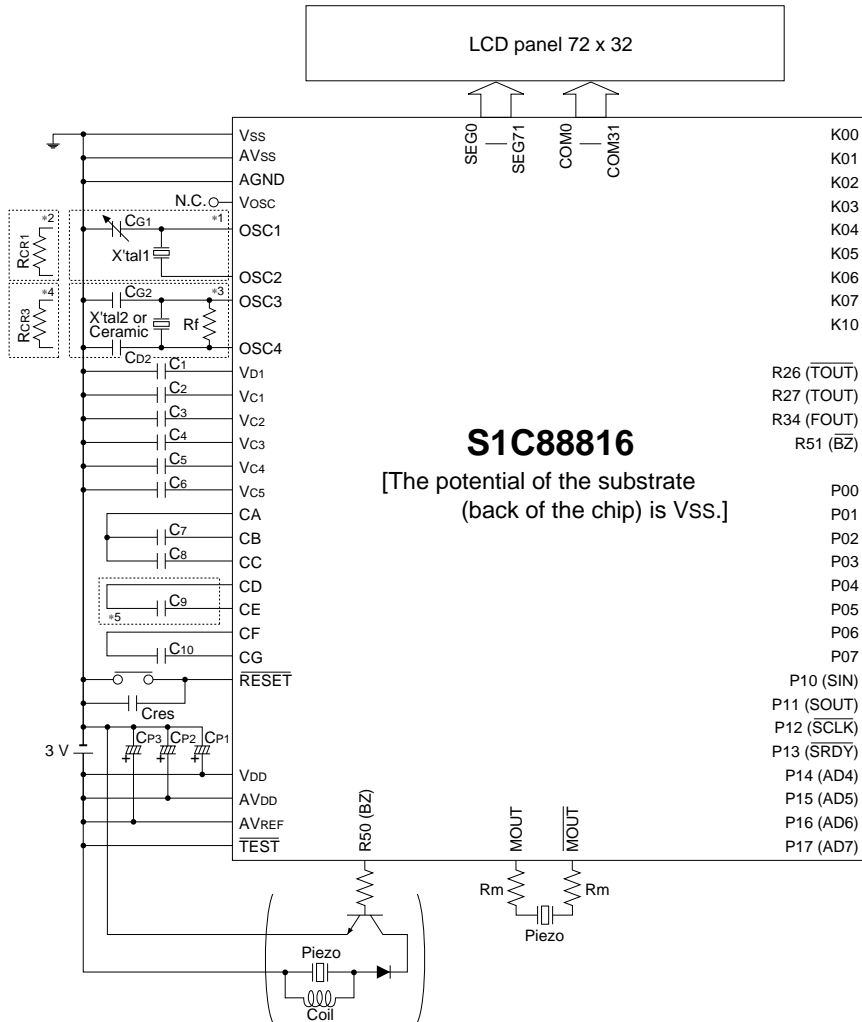 LCD panel 72 x 32
SEG0
SEG71
COM0
COM31
VSS
AVSS
AGND
N.C.
VOSC
*2
RCR1
CG1
*1
X'tal1
OSC1
OSC2
*4
RCR3
CG2
*3
X'tal2 or
Ceramic
Rf
CD2
OSC3
OSC4
C1
VD1
C2
VC1
C3
VC2
C4
VC3
C5
VC4
C6
VC5
CA
C7
CB
C8
CC
CD
C9
CE
*5
CF
C10
CG
RESET
Cres
3 V
CP3
CP2
CP1
+
+
+
VDD
AVDD
AVREF
TEST
S1C88816
[The potential of the substrate
(back of the chip) is VSS.]
K00
K01
K02
K03
K04
K05
K06
K07
K10
R26 (TOUT)
R27 (TOUT)
R34 (FOUT)
R51 (BZ)
P00
P01
P02
P03
P04
P05
P06
P07
P10 (SIN)
P11 (SOUT)
P12 (SCLK)
P13 (SRDY)
P14 (AD4)
P15 (AD5)
P16 (AD6)
P17 (AD7)
R50 (BZ)
MOUT
MOUT
Rm
Rm
Piezo
Piezo
Coil